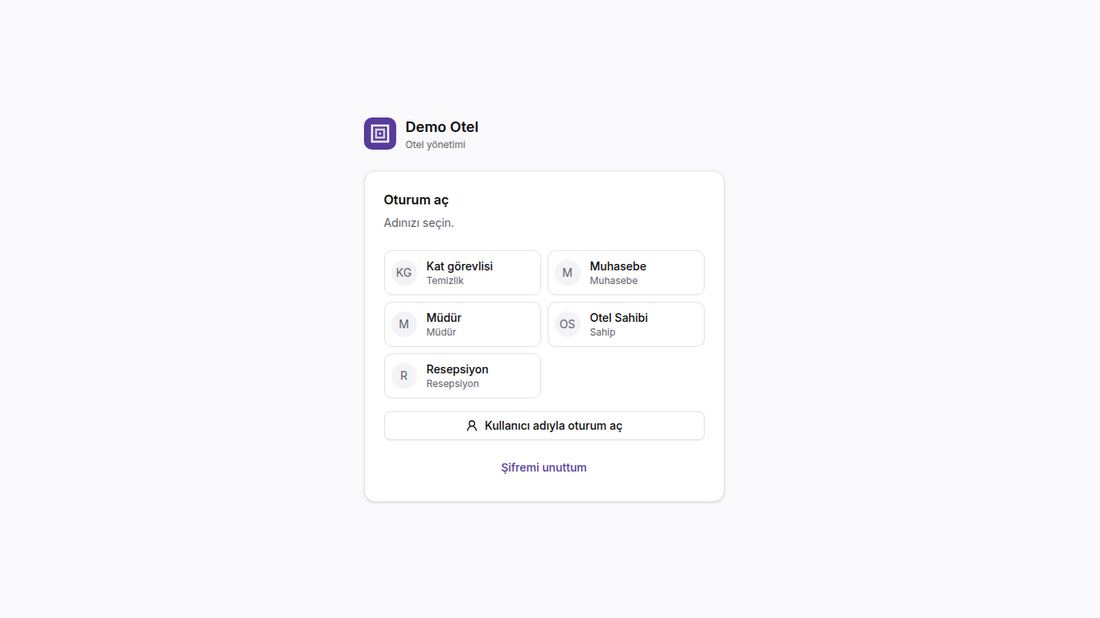 Demo Otel
Otel yönetimi
Oturum aç
Adınızı seçin.
KG
Kat görevlisi
Temizlik
M
Muhasebe
Muhasebe
M
Müdür
Müdür
OS
Otel Sahibi
Sahip
R
Resepsiyon
Resepsiyon
Kullanıcı adıyla oturum aç
Şifremi unuttum